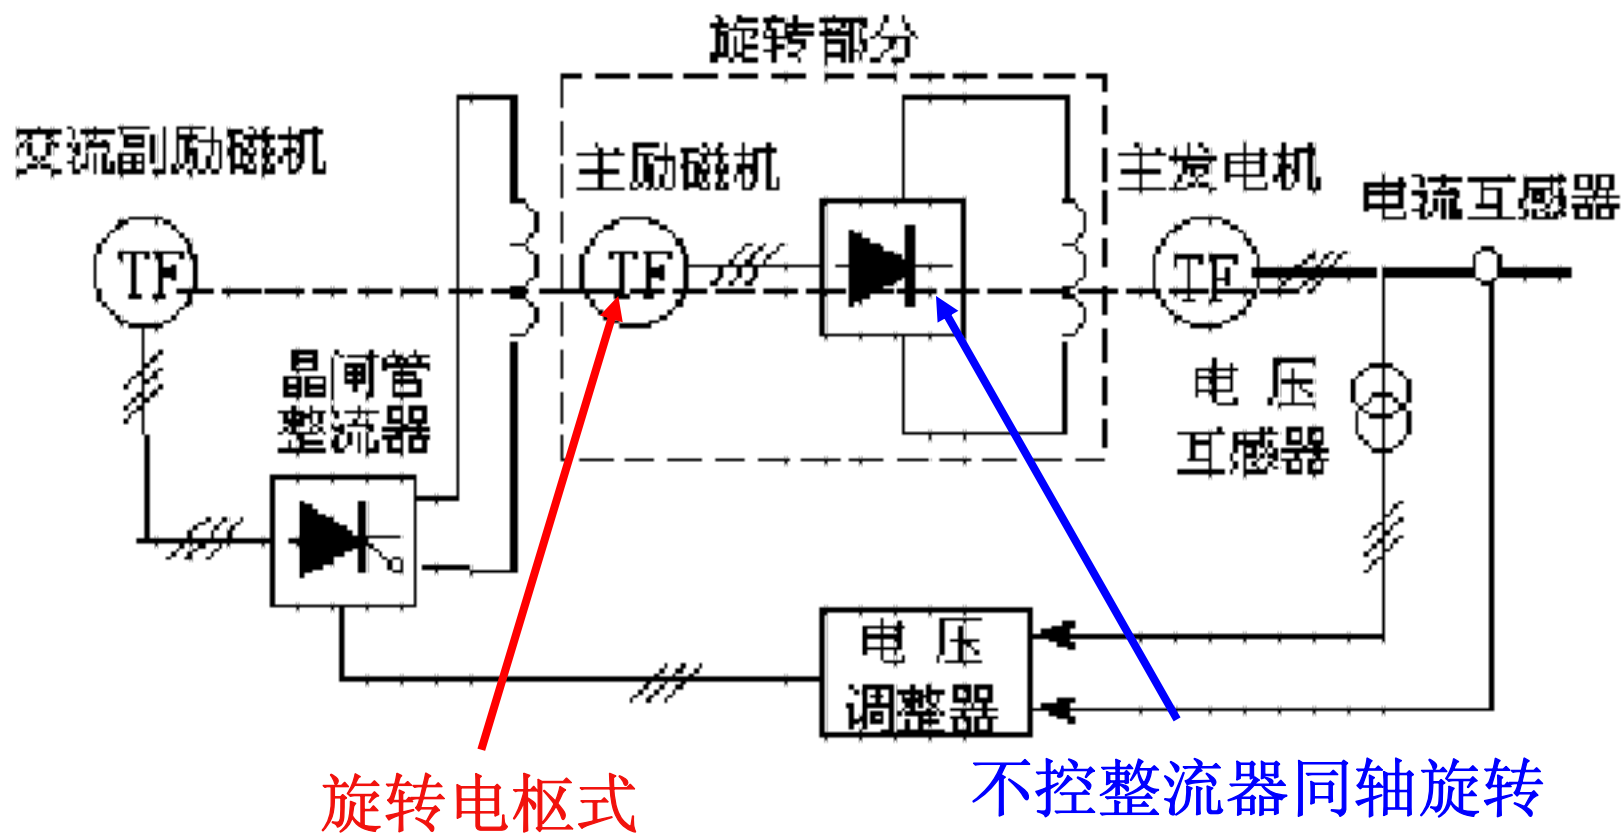 旋转部分
变流副励磁机
主励磁机
主发电机
电流互感器
TF
TF
TF
晶闸管
整流器
电 压
互感器
电 压
调整器
旋转电枢式
不控整流器同轴旋转